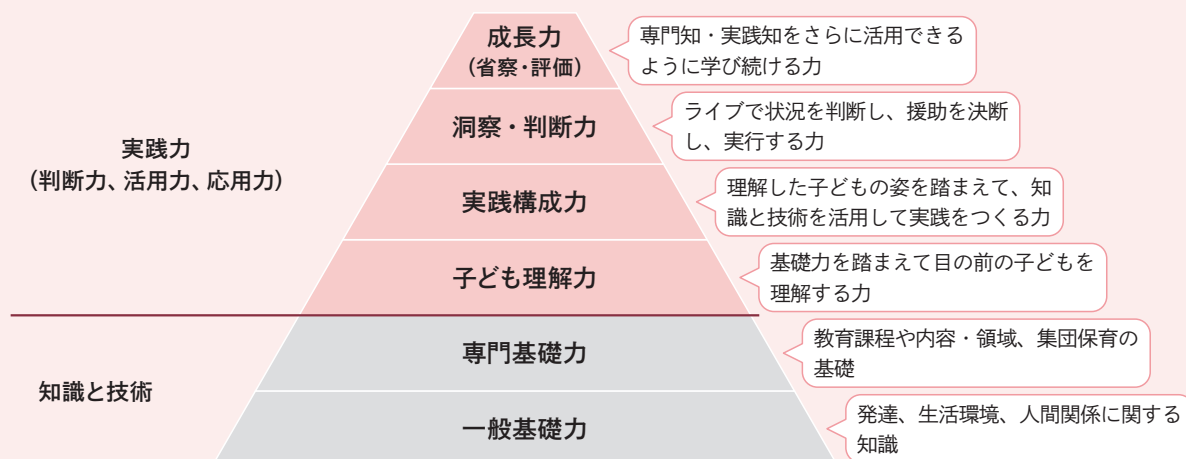 成長力
（省察・評価）
専門知・実践知をさらに活用できる
ように学び続ける力
洞察・判断力
ライブで状況を判断し、援助を決断
し、実行する力
実践力
（判断力、活用力、応用力）
実践構成力
理解した子どもの姿を踏まえて、知
識と技術を活用して実践をつくる力
子ども理解力
基礎力を踏まえて目の前の子どもを
理解する力
専門基礎力
教育課程や内容・領域、集団保育の
基礎
知識と技術
一般基礎力
発達、生活環境、人間関係に関する
知識